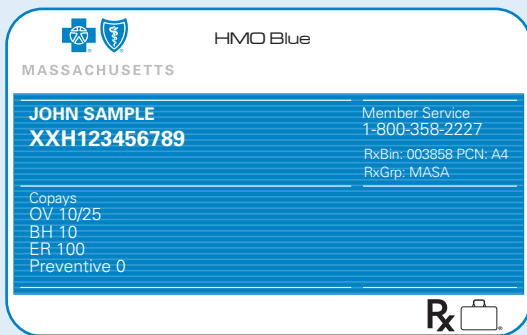 HMO Blue
MASSACHUSETTS
JOHN SAMPLE
XXH123456789
Member Service
1-800-358-2227
RxBin: 003858 PCN: A4
RxGrp: MASA
Copays
OV 10/25
BH 10
ER 100
Preventive 0
Rx